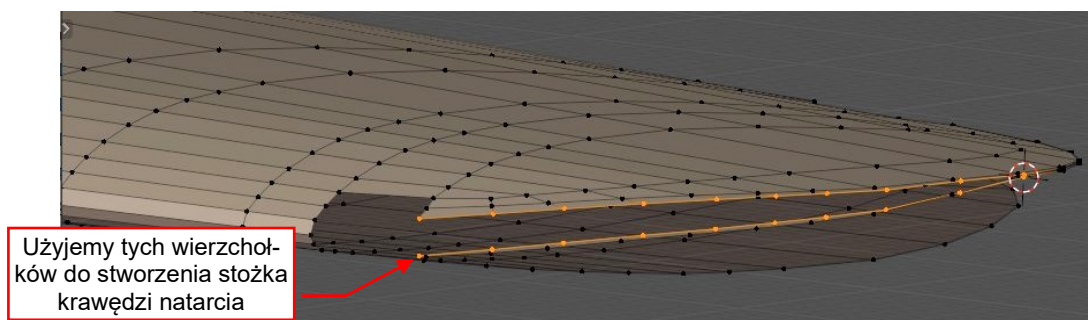 Użyjemy tych wierzchoł-
ków do stworzenia stożka
krawędzi natarcia